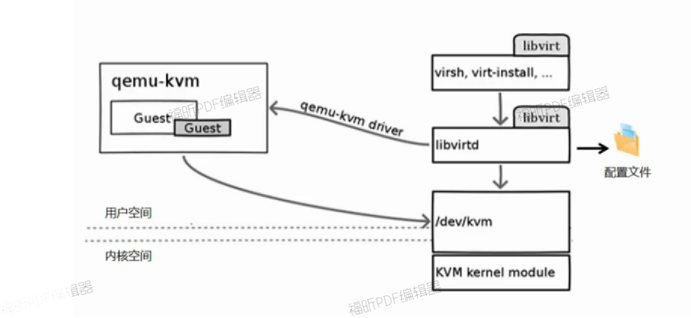 libvirt
virsh, virt-install, ...
qemu-kvm
Guest
Guest
福昕PDF编辑器
qemu-kvm driver
福昕PDF编辑器
libvirt
libvirtd
配置文件
用户空间
/dev/kvm
内核空间
KVM kernel module
福昕PDF编辑器
福昕PDF编辑器